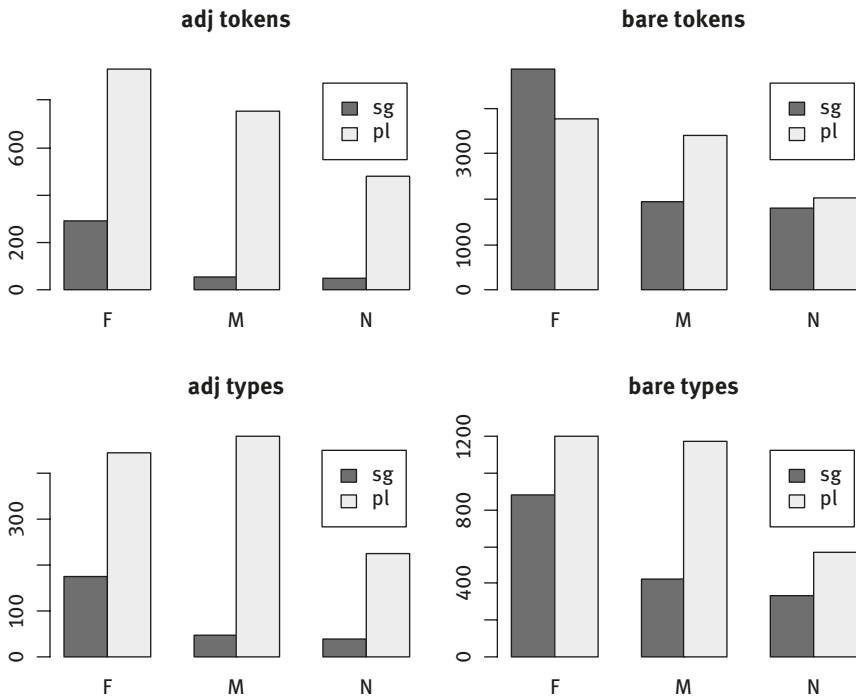 adj tokens
sg
pl
600
200
0
F M N
bare tokens
sg
pl
3000
1000
0
F M N
adj types
sg
pl
300
100
0
F M N
bare types
sg
pl
1200
800
400
0
F M N